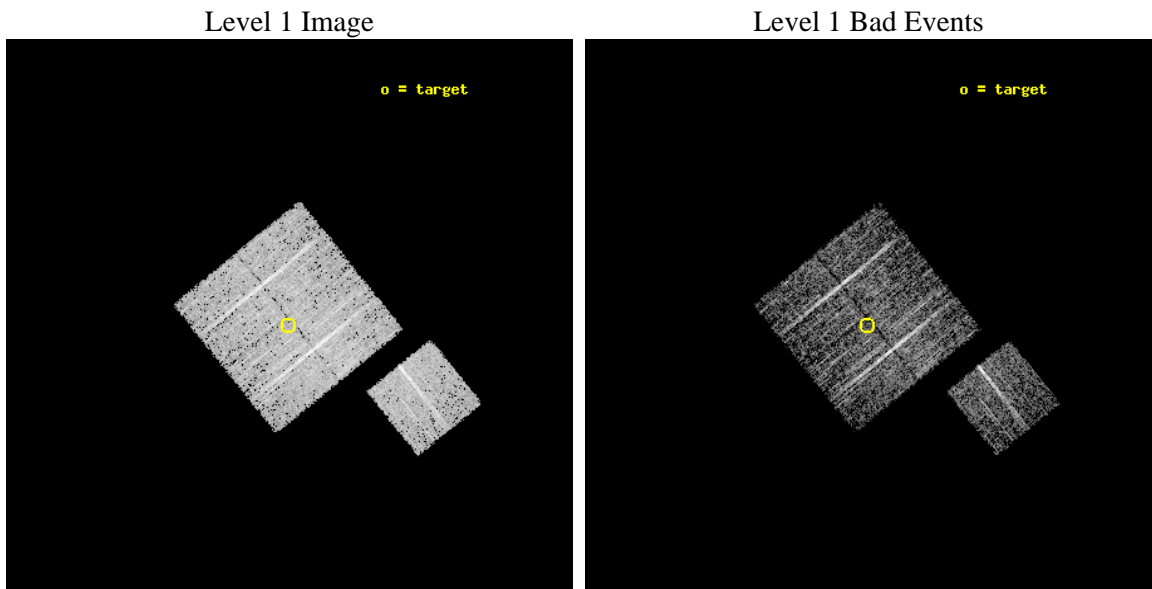 Level 1 Image
Level 1 Bad Events
o = target
o = target